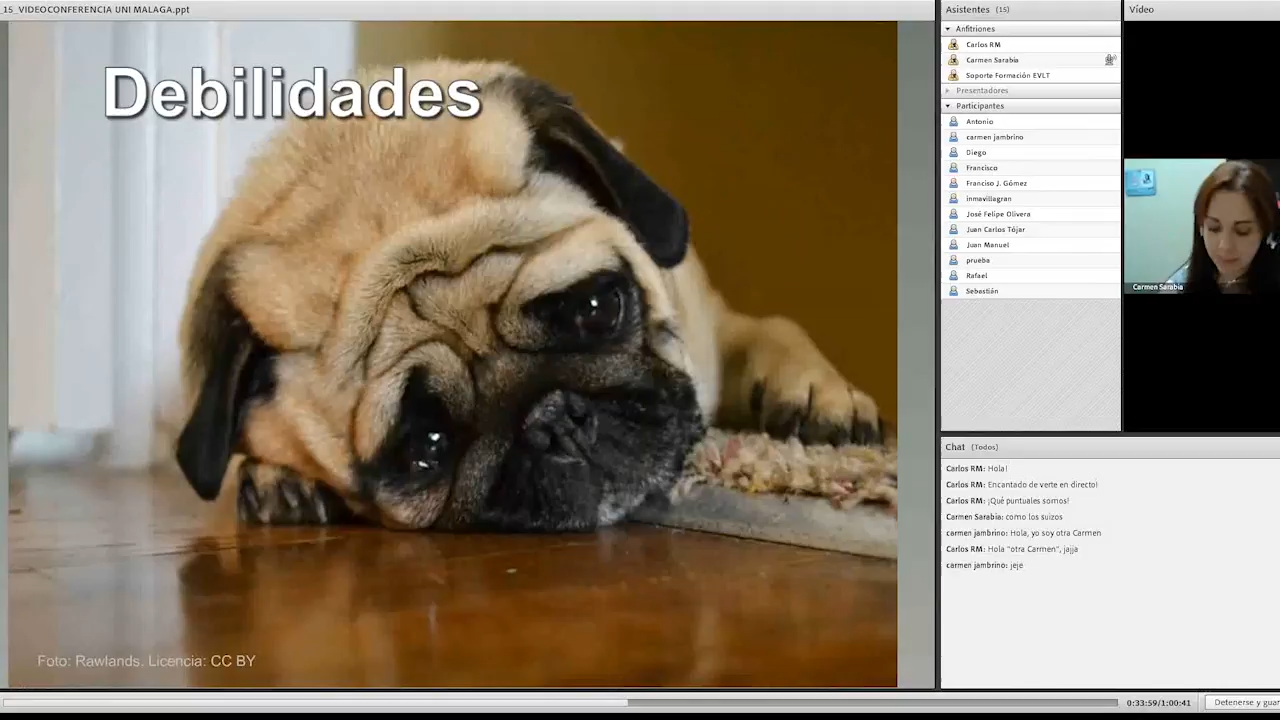 _15_VIDEOCONFERENCIA UNI MALAGA.ppt
Debilidades
Foto: Rawlands. Licencia: CC BY
Asistentes (15)
Anfitriones
Carlos RM
Carmen Sarabia
Soporte Formación EVLT
Presentadores
Participantes
Antonio
carmen jambrino
Diego
Francisco
Franciso J. Gómez
inmavillagran
José Felipe Olivera
Juan Carlos Tójar
Juan Manuel
prueba
Rafael
Sebastián
Vídeo
Carmen Sarabia
Chat (Todos)
Carlos RM: Hola!
Carlos RM: Encantado de verte en directo!
Carlos RM: ¡Qué puntuales somos!
Carmen Sarabia: como los suizos
carmen jambrino: Hola, yo soy otra Carmen
Carlos RM: Hola "otra Carmen", jajja
carmen jambrino: jeje
0:33:59/1:00:41
Detenerse y guar